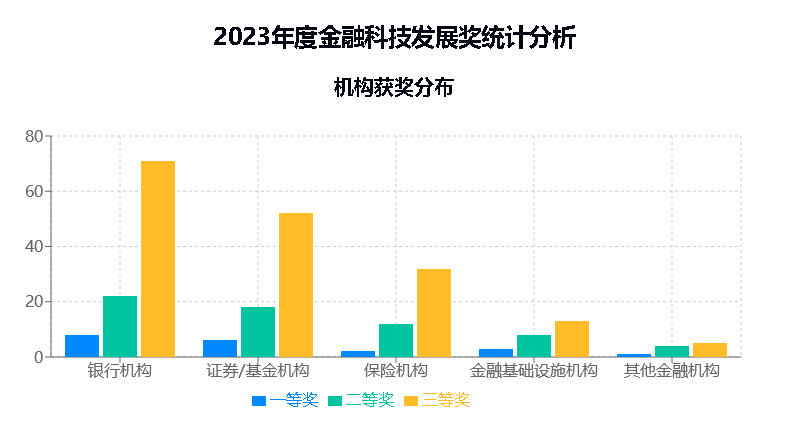 2023年度金融科技发展奖统计分析
机构获奖分布
80
60
40
20
0
银行机构 证券/基金机构 保险机构 金融基础设施机构 其他金融机构
一等奖 二等奖 三等奖